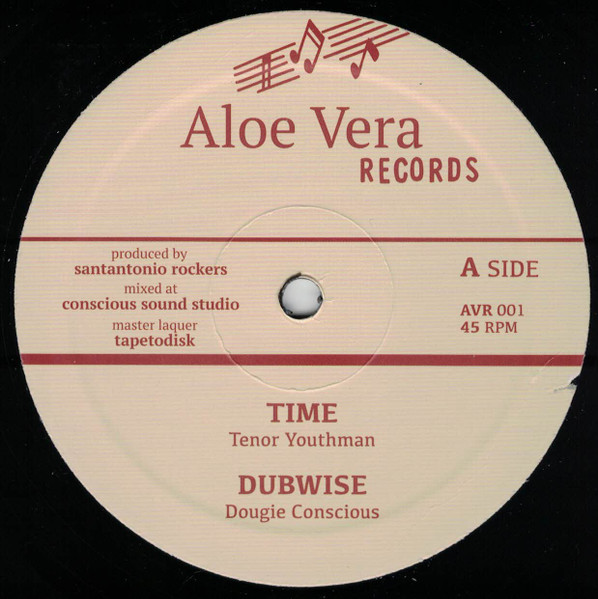 Aloe Vera
RECORDS
produced by
santantonio rockers
mixed at
conscious sound studio
master laquer
tapetodisk
A SIDE
AVR 001
45 RPM
TIME
Tenor Youthman
DUBWISE
Dougie Conscious